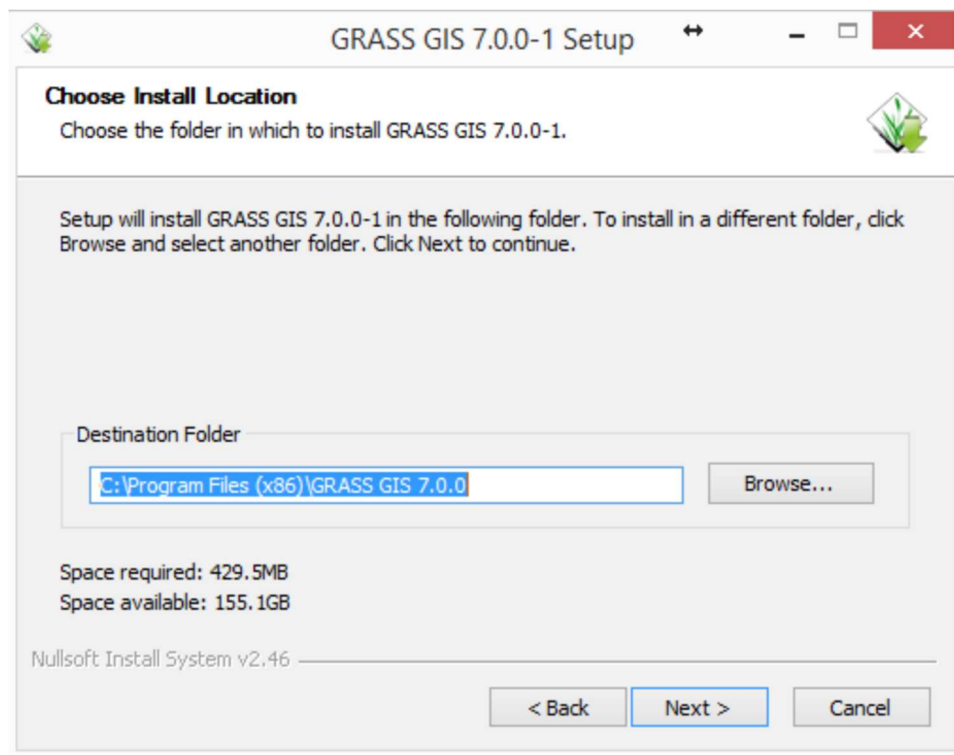 GRASS GIS 7.0.0-1 Setup
Choose Install Location
Choose the folder in which to install GRASS GIS 7.0.0-1.
Setup will install GRASS GIS 7.0.0-1 in the following folder. To install in a different folder, click
Browse and select another folder. Click Next to continue.
Destination Folder
C:\Program Files (x86)\GRASS GIS 7.0.0
Browse...
Space required: 429.5MB
Space available: 155.1GB
Nullsoft Install System v2.46
< Back Next > Cancel